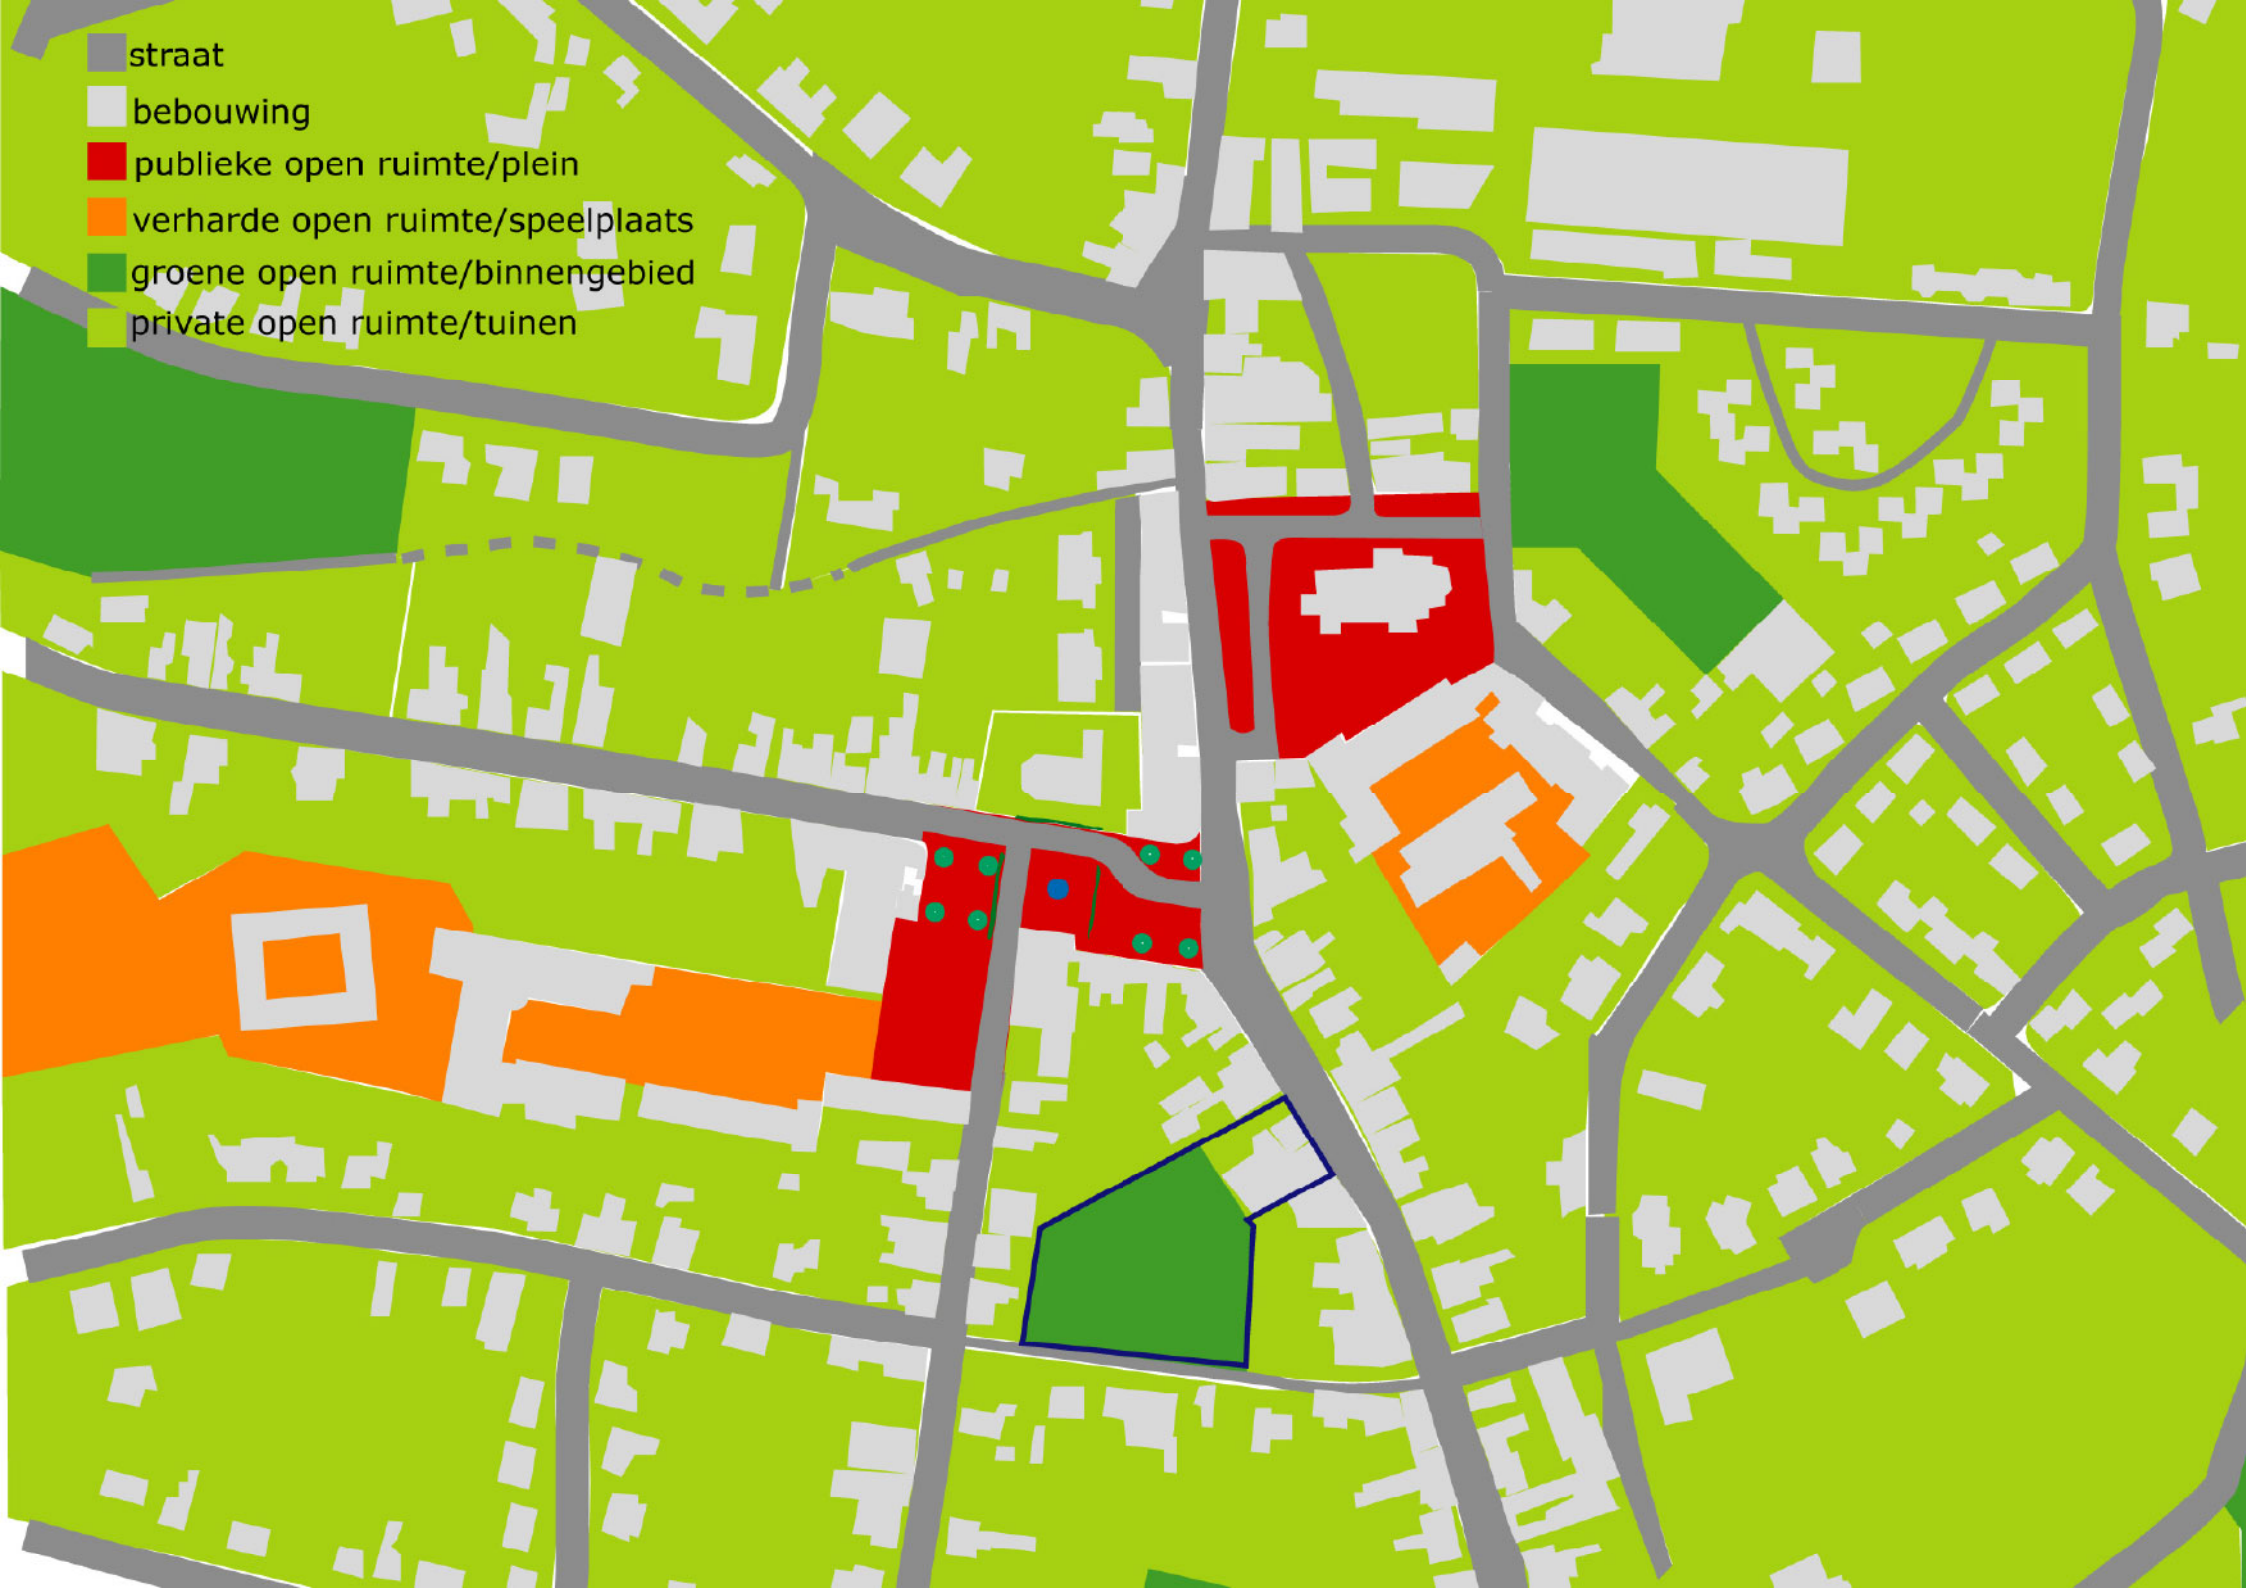 straat
bebouwing
publieke open ruimte/plein
verharde open ruimte/speelplaats
groene open ruimte/binnengebied
private open ruimte/tuinen